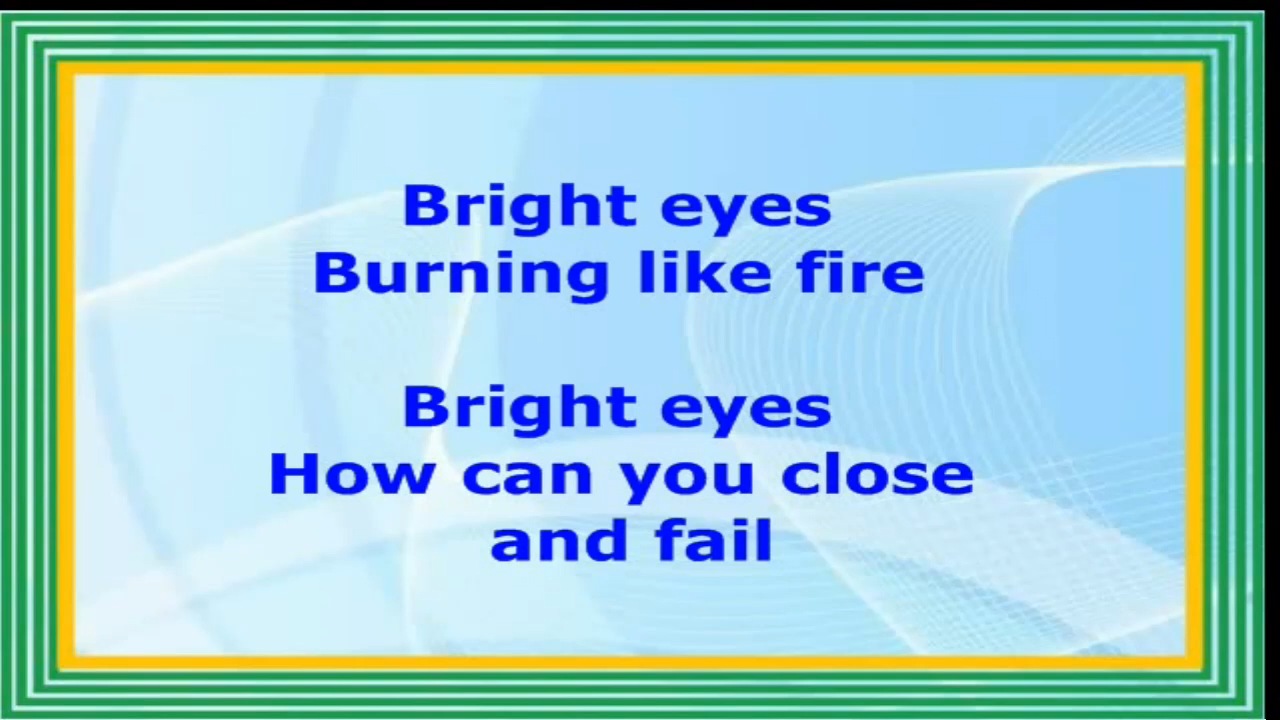 Bright eyes
Burning like fire
Bright eyes
How can you close
and fail